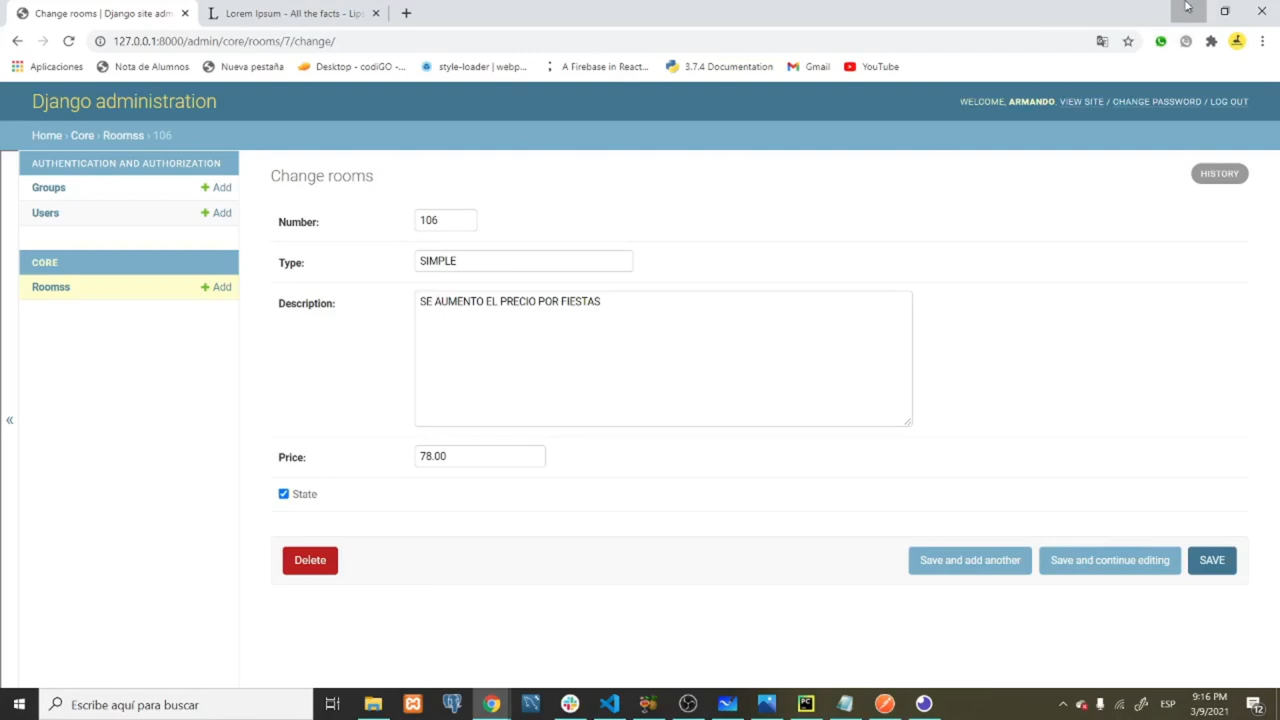 Change rooms | Django site adm
Lorem Ipsum - All the facts - Lips
127.0.0.1:8000/admin/core/rooms/7/change/
Aplicaciones
Nota de Alumnos
Nueva pestaña
Desktop - codiGO -...
style-loader | webp...
A Firebase in React...
3.7.4 Documentation
Gmail
YouTube
Django administration
WELCOME, ARMANDO. VIEW SITE / CHANGE PASSWORD / LOG OUT
Home › Core › Roomss › 106
AUTHENTICATION AND AUTHORIZATION
Groups + Add
Users + Add
CORE
Roomss + Add
«
Change rooms
HISTORY
Number: 106
Type: SIMPLE
Description: SE AUMENTO EL PRECIO POR FIESTAS
Price: 78.00
State
Delete
Save and add another
Save and continue editing
SAVE
Escribe aquí para buscar
PC
ESP
9:16 PM
3/9/2021
12